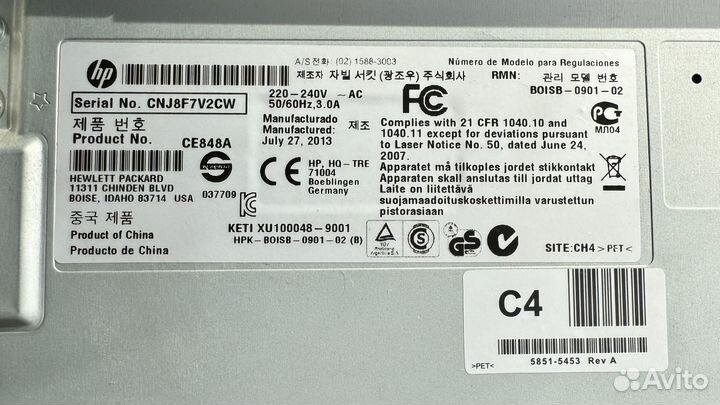 hp
A/S 전화: (02) 1588-3003
Número de Modelo para Regulaciones
제조자 자빌 서킷 (광조우) 주식회사
RMN: 관리 모델 번호
BOISB-0901-02
Serial No. CNJ8F7V2CW
220-240V ~ AC
50/60Hz, 3.0A
제품 번호
Product No. CE848A
Manufacturado 제조
Manufactured
July 27, 2013
FC
Complies with 21 CFR 1040.10 and
1040.11 except for deviations pursuant
to Laser Notice No. 50, dated June 24,
2007.
Apparatet må tilkoples jordet stikkontakt
Apparaten skall anslutas till jordat uttag
Laite on liitettävä
suojamaadoituskoskettimilla varustettun
pistorasiaan
МЛ04
HEWLETT PACKARD
11311 CHINDEN BLVD
BOISE, IDAHO 83714 USA
037709
CE
HP, HQ-TRE
71004
Boeblingen
Germany
중국 제품
Product of China
Producto de China
KETI XU100048-9001
HPK-BOISB-0901-02 (B)
TÜV
S
GS
SITE:CH4 >PET<
C4
5851-5453 Rev A
>PET<
Avito